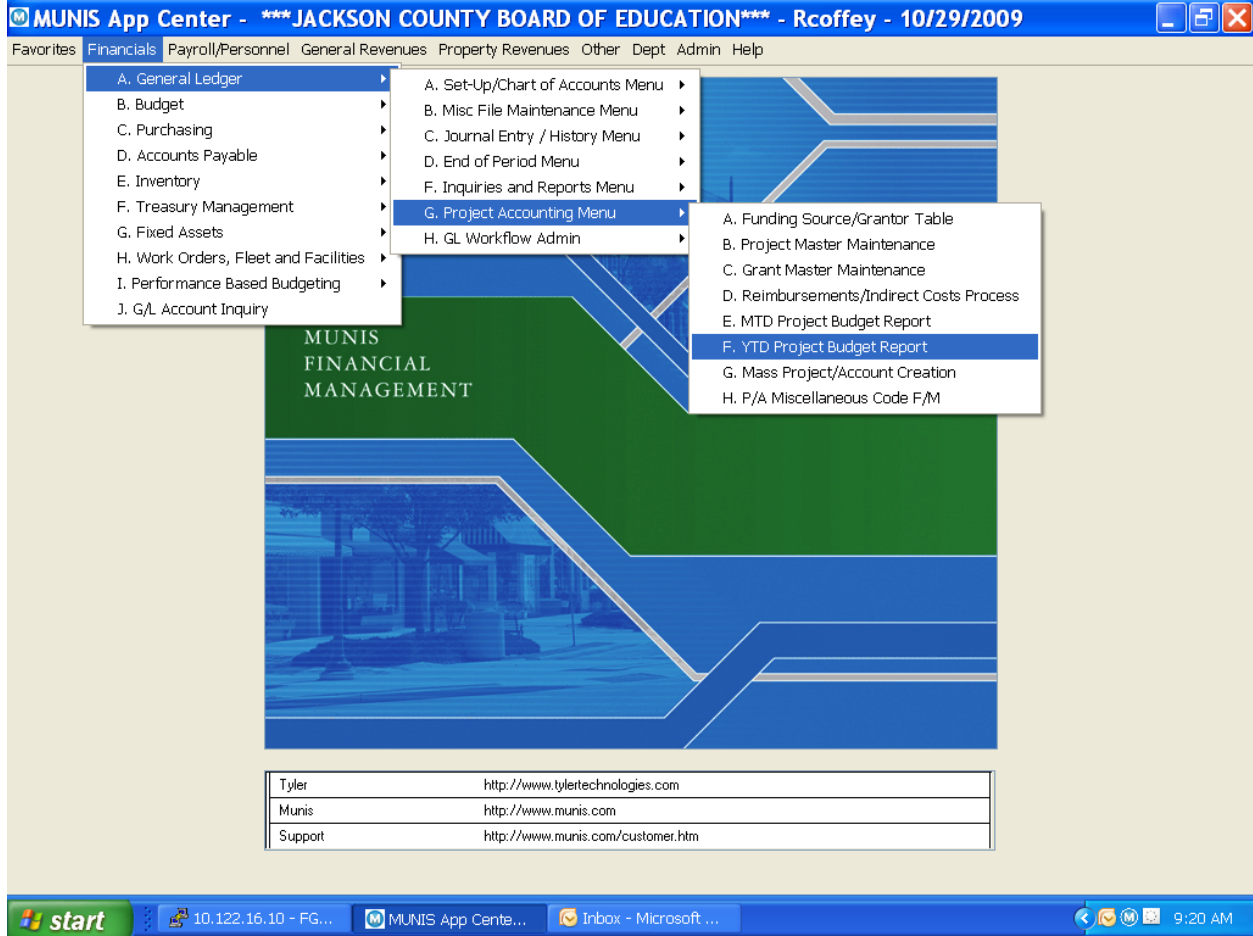 MUNIS App Center - ***JACKSON COUNTY BOARD OF EDUCATION*** - Rcoffey - 10/29/2009
Favorites Financials Payroll/Personnel General Revenues Property Revenues Other Dept Admin Help
A. General Ledger
B. Budget
C. Purchasing
D. Accounts Payable
E. Inventory
F. Treasury Management
G. Fixed Assets
H. Work Orders, Fleet and Facilities
I. Performance Based Budgeting
J. G/L Account Inquiry
A. Set-Up/Chart of Accounts Menu
B. Misc File Maintenance Menu
C. Journal Entry / History Menu
D. End of Period Menu
F. Inquiries and Reports Menu
G. Project Accounting Menu
H. GL Workflow Admin
A. Funding Source/Grantor Table
B. Project Master Maintenance
C. Grant Master Maintenance
D. Reimbursements/Indirect Costs Process
E. MTD Project Budget Report
F. YTD Project Budget Report
G. Mass Project/Account Creation
H. P/A Miscellaneous Code F/M
MUNIS
FINANCIAL
MANAGEMENT
Tyler http://www.tylertechnologies.com
Munis http://www.munis.com
Support http://www.munis.com/customer.htm
start 10.122.16.10 - FG... MUNIS App Cente... Inbox - Microsoft ... 9:20 AM